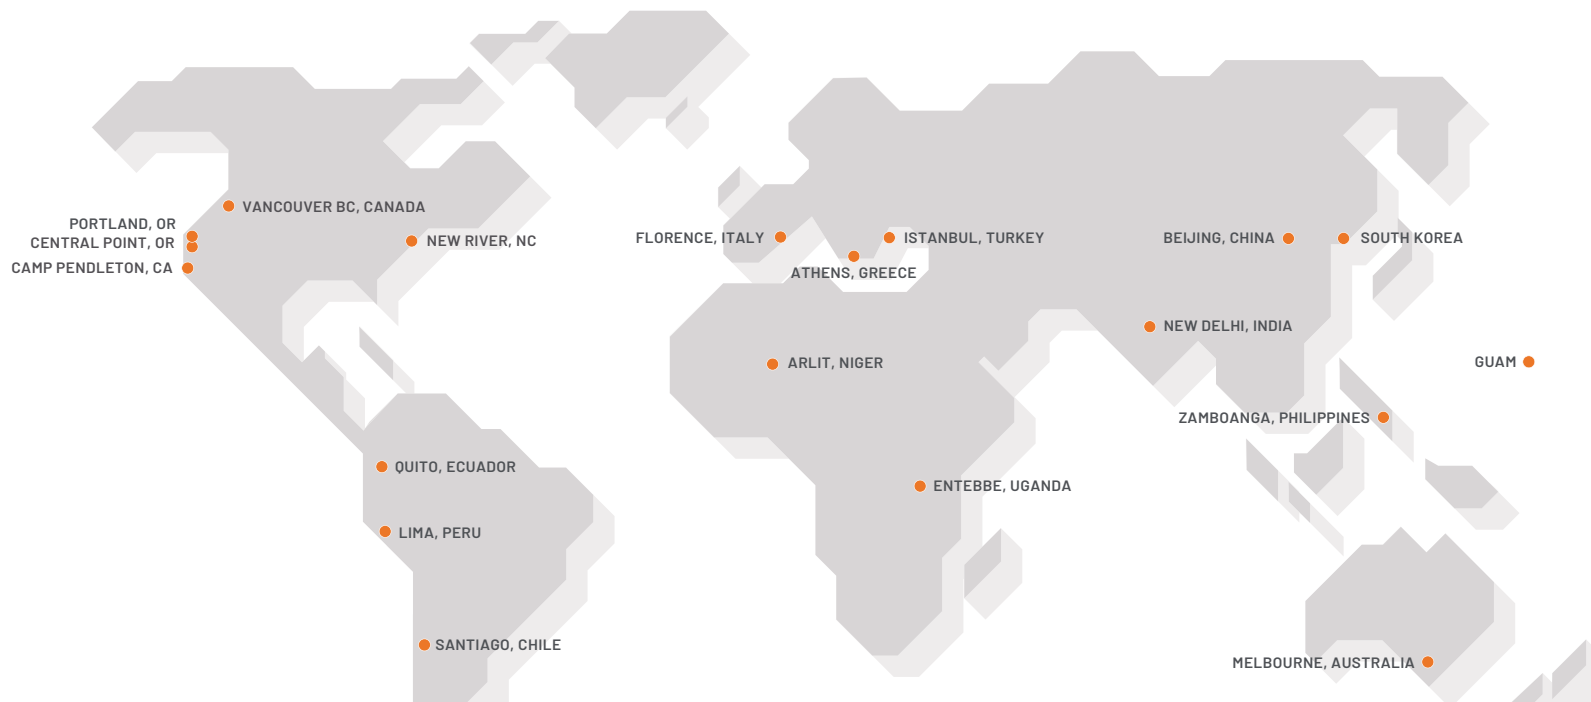 VANCOUVER BC, CANADA
PORTLAND, OR
CENTRAL POINT, OR
CAMP PENDLETON, CA
NEW RIVER, NC
FLORENCE, ITALY
ISTANBUL, TURKEY
ATHENS, GREECE
BEIJING, CHINA
SOUTH KOREA
NEW DELHI, INDIA
ARLIT, NIGER
GUAM
ZAMBOANGA, PHILIPPINES
QUITO, ECUADOR
ENTEBBE, UGANDA
LIMA, PERU
SANTIAGO, CHILE
MELBOURNE, AUSTRALIA